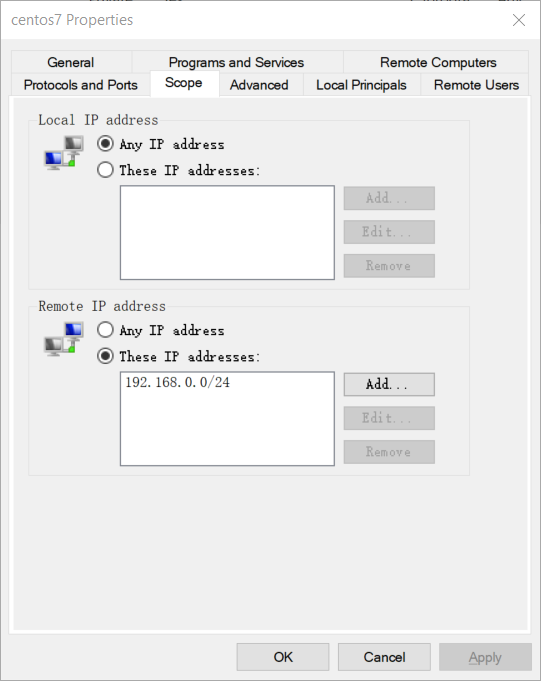 centos7 Properties
General Programs and Services Remote Computers
Protocols and Ports Scope Advanced Local Principals Remote Users
Local IP address
Any IP address
These IP addresses:
Add...
Edit...
Remove
Remote IP address
Any IP address
These IP addresses:
192.168.0.0/24
Add...
Edit...
Remove
OK Cancel Apply